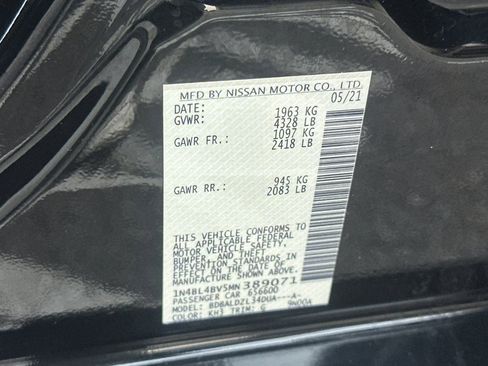 MFD BY NISSAN MOTOR CO., LTD.
DATE: 05/21
GVWR: 1963 KG
4328 LB
GAWR FR.: 1097 KG
2418 LB
GAWR RR.: 945 KG
2083 LB
THIS VEHICLE CONFORMS TO
ALL APPLICABLE FEDERAL
MOTOR VEHICLE SAFETY,
BUMPER, AND THEFT
PREVENTION STANDARDS IN
EFFECT ON THE DATE OF
MANUFACTURE SHOWN ABOVE.
1N4BL4BV5MN389071
PASSENGER CAR 656600
MODEL: BDBALDZL34DUA---A-
COLOR: KH3 TRIM: G 9N00A